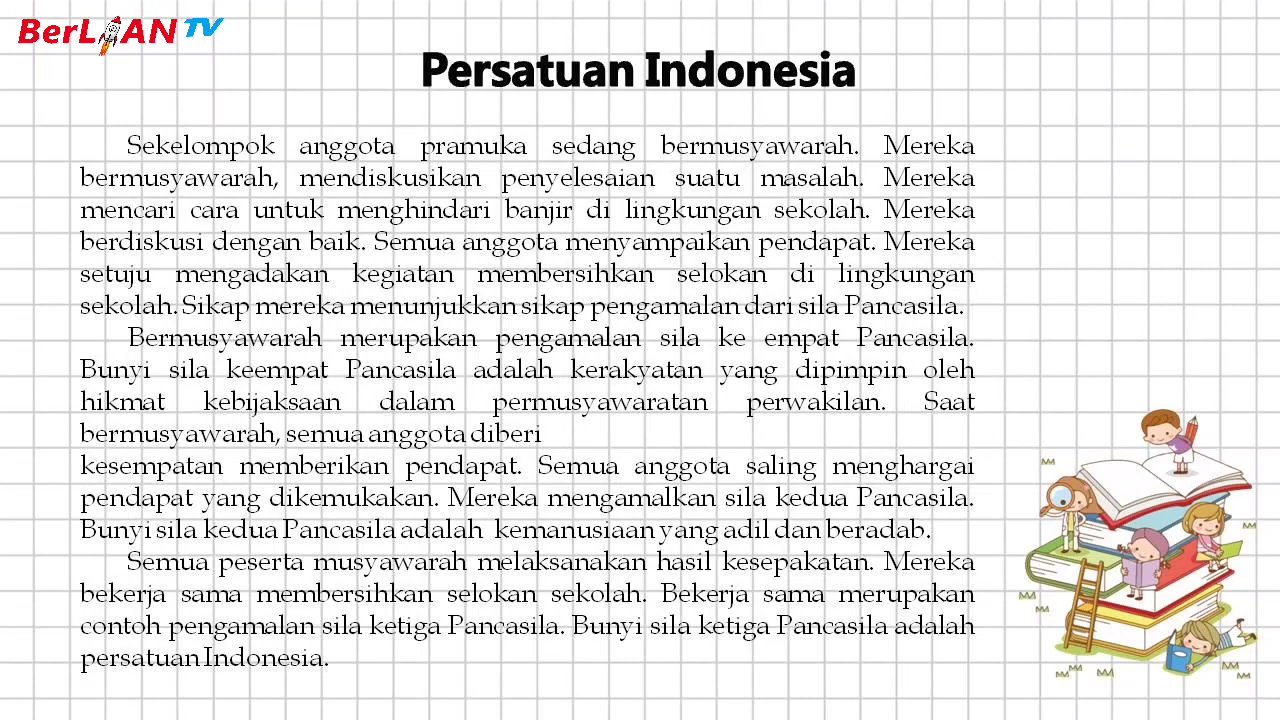 BerLIAN TV
Persatuan Indonesia
Sekelompok anggota pramuka sedang bermusyawarah. Mereka
bermusyawarah, mendiskusikan penyelesaian suatu masalah. Mereka
mencari cara untuk menghindari banjir di lingkungan sekolah. Mereka
berdiskusi dengan baik. Semua anggota menyampaikan pendapat. Mereka
setuju mengadakan kegiatan membersihkan selokan di lingkungan
sekolah. Sikap mereka menunjukkan sikap pengamalan dari sila Pancasila.
Bermusyawarah merupakan pengamalan sila ke empat Pancasila.
Bunyi sila keempat Pancasila adalah kerakyatan yang dipimpin oleh
hikmat kebijaksaan dalam permusyawaratan perwakilan. Saat
bermusyawarah, semua anggota diberi
kesempatan memberikan pendapat. Semua anggota saling menghargai
pendapat yang dikemukakan. Mereka mengamalkan sila kedua Pancasila.
Bunyi sila kedua Pancasila adalah kemanusiaan yang adil dan beradab.
Semua peserta musyawarah melaksanakan hasil kesepakatan. Mereka
bekerja sama membersihkan selokan sekolah. Bekerja sama merupakan
contoh pengamalan sila ketiga Pancasila. Bunyi sila ketiga Pancasila adalah
persatuan Indonesia.